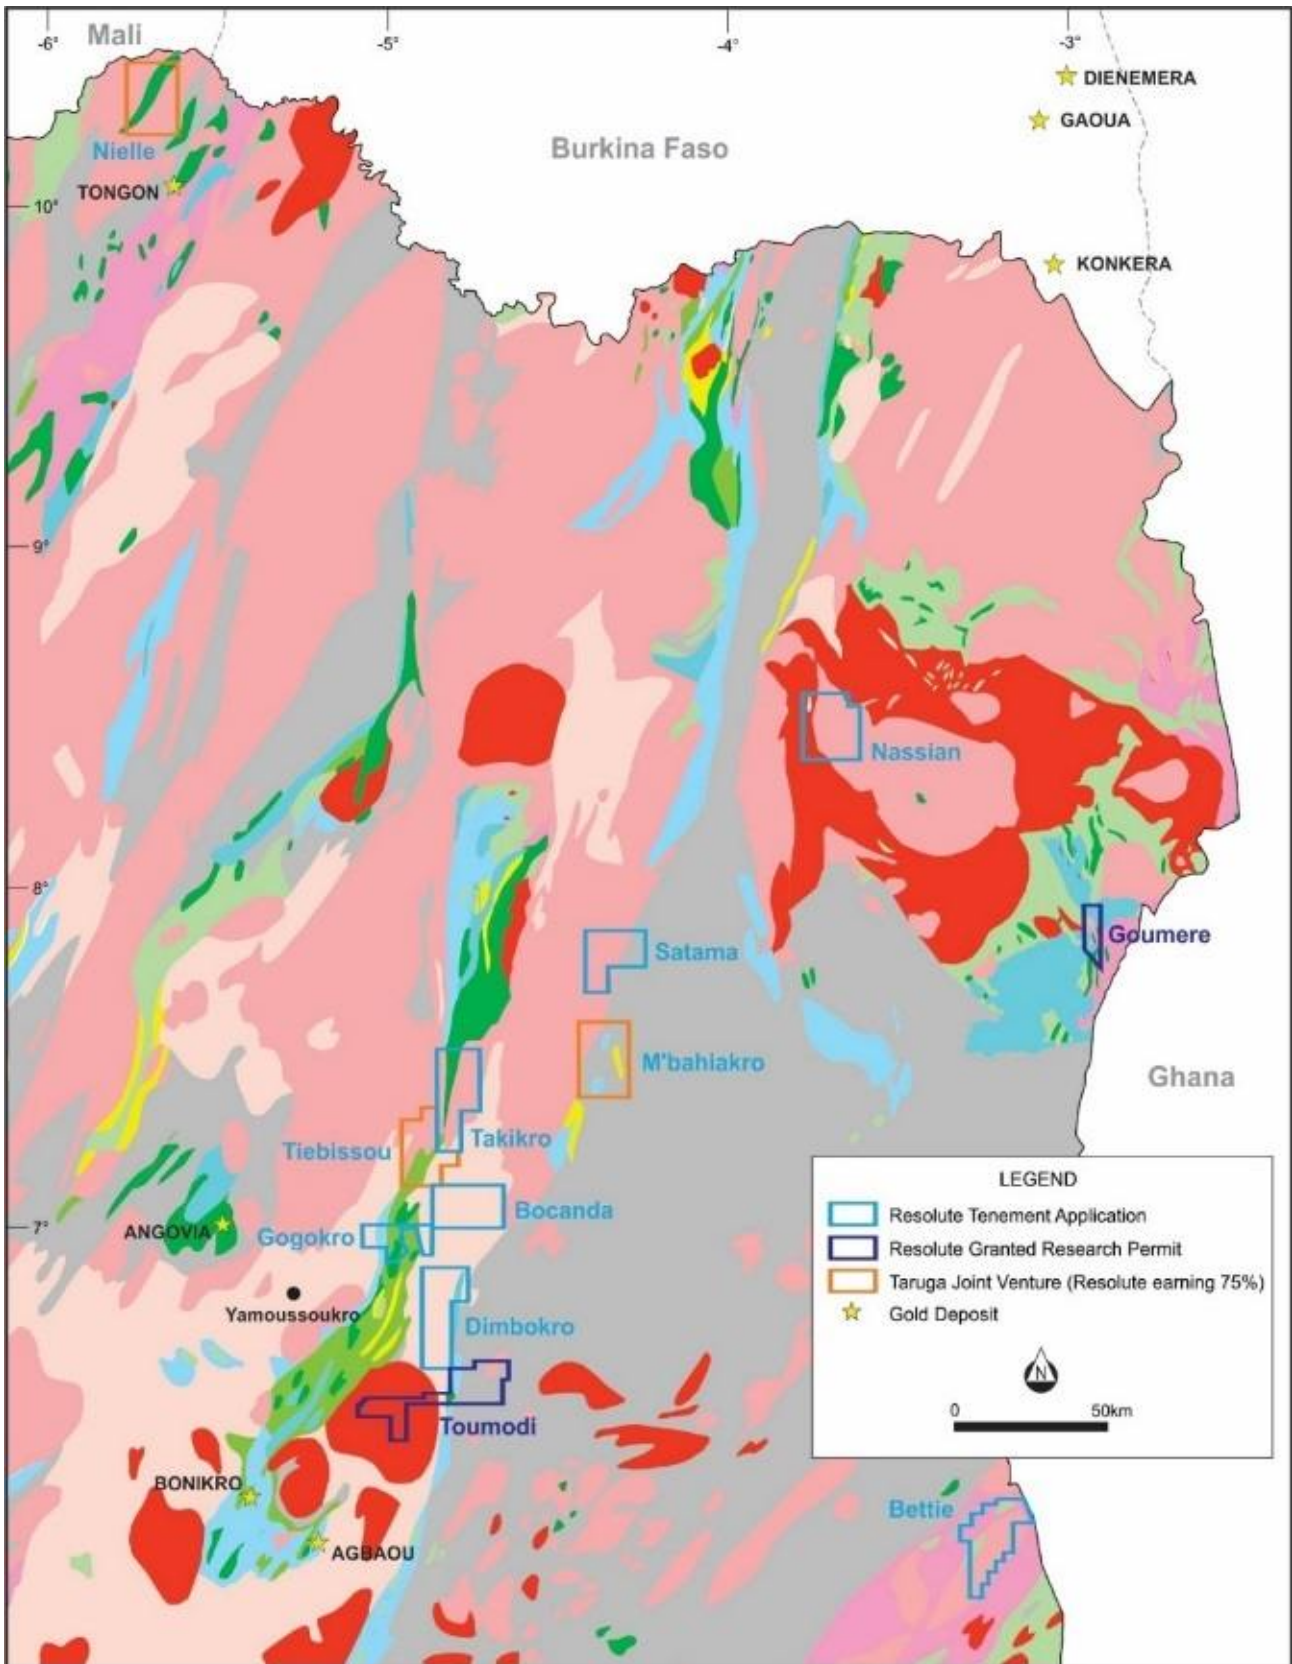 Mali
-6°
-5°
-4°
-3°
DIENEMERA
GAOUA
Burkina Faso
Nielle
TONGON
10°
KONKERA
9°
Nassian
8°
Goumere
Satama
M'bahiakro
Ghana
Tiebissou
Takikro
Bocanda
7°
ANGOVIA
Gogokro
Yamoussoukro
Dimbokro
Toumodi
BONIKRO
AGBAOU
Bettie
LEGEND
Resolute Tenement Application
Resolute Granted Research Permit
Taruga Joint Venture (Resolute earning 75%)
Gold Deposit
N
0 50km